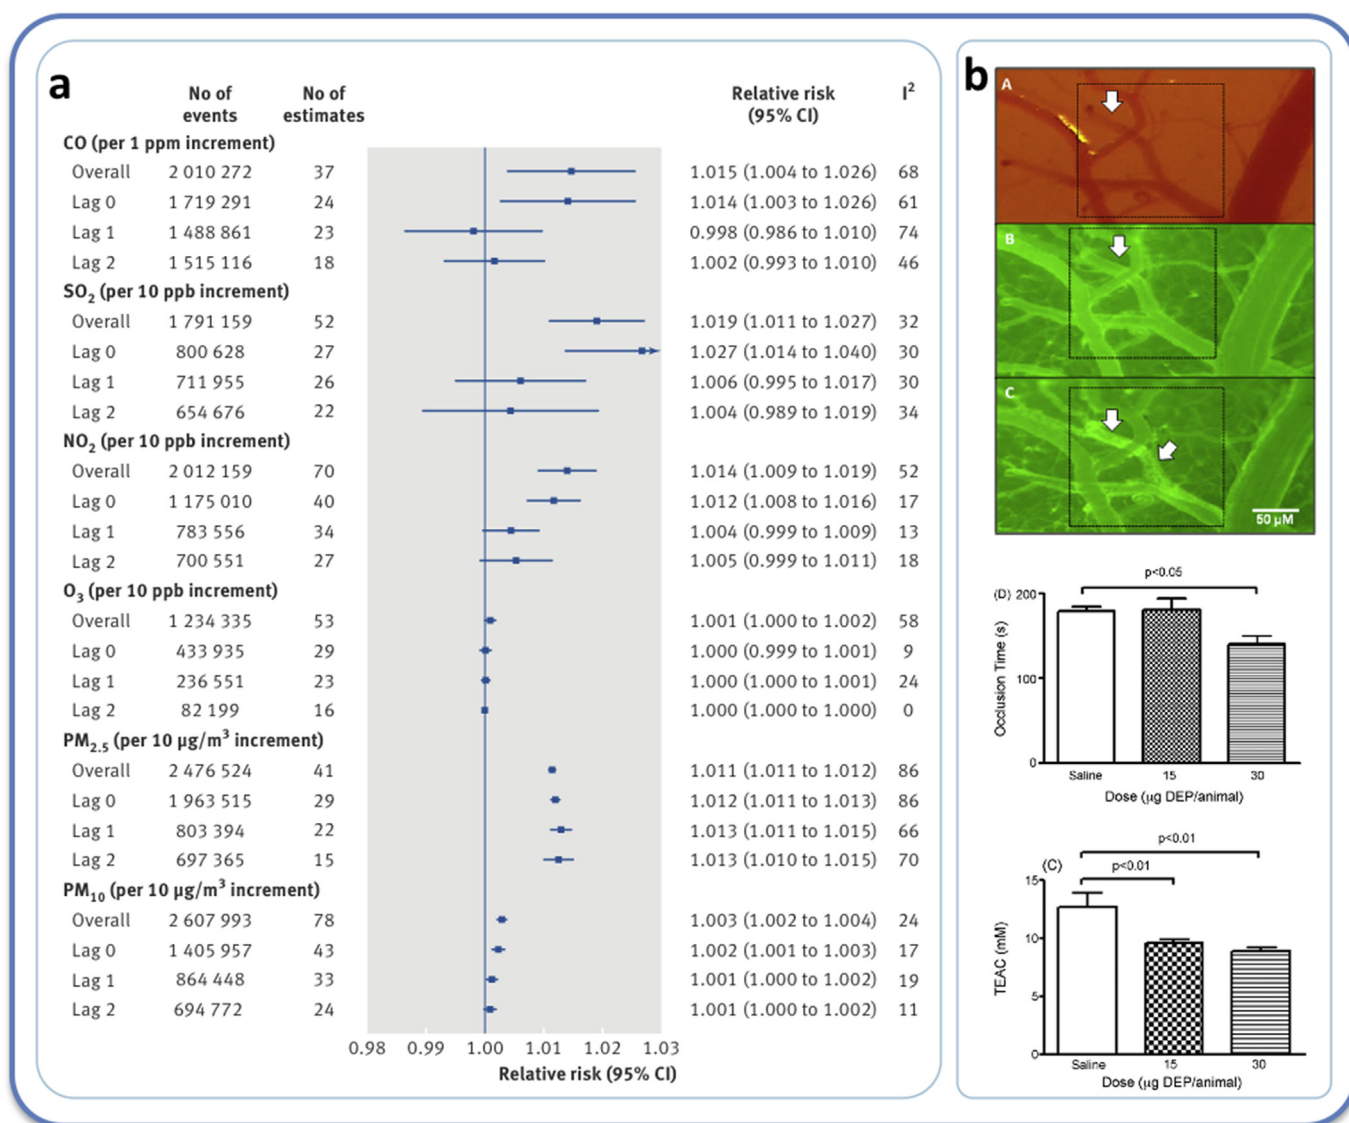 a
No of events No of estimates Relative risk (95% CI) I²
CO (per 1 ppm increment)
Overall 2 010 272 37 1.015 (1.004 to 1.026) 68
Lag 0 1 719 291 24 1.014 (1.003 to 1.026) 61
Lag 1 1 488 861 23 0.998 (0.986 to 1.010) 74
Lag 2 1 515 116 18 1.002 (0.993 to 1.010) 46
SO₂ (per 10 ppb increment)
Overall 1 791 159 52 1.019 (1.011 to 1.027) 32
Lag 0 800 628 27 1.027 (1.014 to 1.040) 30
Lag 1 711 955 26 1.006 (0.995 to 1.017) 30
Lag 2 654 676 22 1.004 (0.989 to 1.019) 34
NO₂ (per 10 ppb increment)
Overall 2 012 159 70 1.014 (1.009 to 1.019) 52
Lag 0 1 175 010 40 1.012 (1.008 to 1.016) 17
Lag 1 783 556 34 1.004 (0.999 to 1.009) 13
Lag 2 700 551 27 1.005 (0.999 to 1.011) 18
O₃ (per 10 ppb increment)
Overall 1 234 335 53 1.001 (1.000 to 1.002) 58
Lag 0 433 935 29 1.000 (0.999 to 1.001) 9
Lag 1 236 551 23 1.000 (1.000 to 1.001) 24
Lag 2 82 199 16 1.000 (1.000 to 1.000) 0
PM₂.₅ (per 10 µg/m³ increment)
Overall 2 476 524 41 1.011 (1.011 to 1.012) 86
Lag 0 1 963 515 29 1.012 (1.011 to 1.013) 86
Lag 1 803 394 22 1.013 (1.011 to 1.015) 66
Lag 2 697 365 15 1.013 (1.010 to 1.015) 70
PM₁₀ (per 10 µg/m³ increment)
Overall 2 607 993 78 1.003 (1.002 to 1.004) 24
Lag 0 1 405 957 43 1.002 (1.001 to 1.003) 17
Lag 1 864 448 33 1.001 (1.000 to 1.002) 19
Lag 2 694 772 24 1.001 (1.000 to 1.002) 11
0.98 0.99 1.00 1.01 1.02 1.03
Relative risk (95% CI)
b
A
B
C
50 µM
p<0.05
(D)
200
100
0
Occlusion Time (s)
Saline 15 30
Dose (µg DEP/animal)
p<0.01
p<0.01
(C)
15
10
5
0
TEAC (mM)
Saline 15 30
Dose (µg DEP/animal)